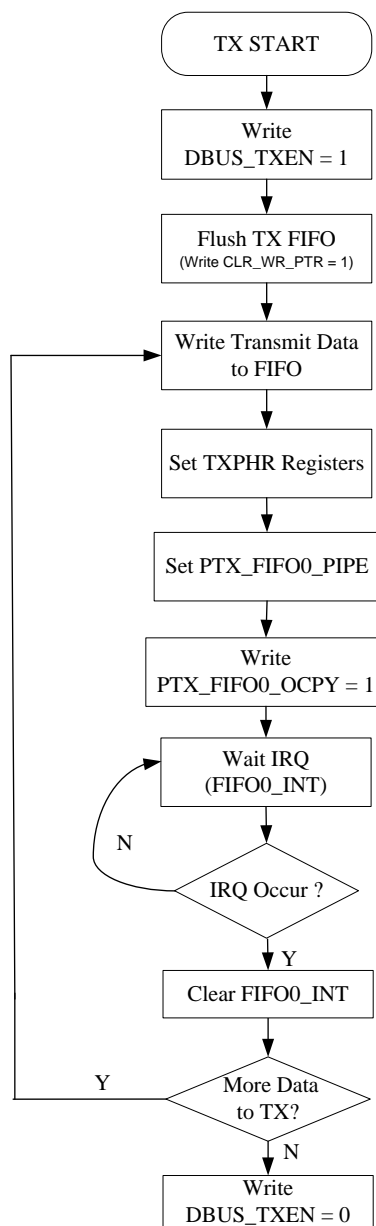 TX START
Write
DBUS_TXEN = 1
Flush TX FIFO
(Write CLR_WR_PTR = 1)
Write Transmit Data
to FIFO
Set TXPHR Registers
Set PTX_FIFO0_PIPE
Write
PTX_FIFO0_OCPY = 1
Wait IRQ
(FIFO0_INT)
N
IRQ Occur ?
Y
Clear FIFO0_INT
Y
More Data
to TX?
N
Write
DBUS_TXEN = 0